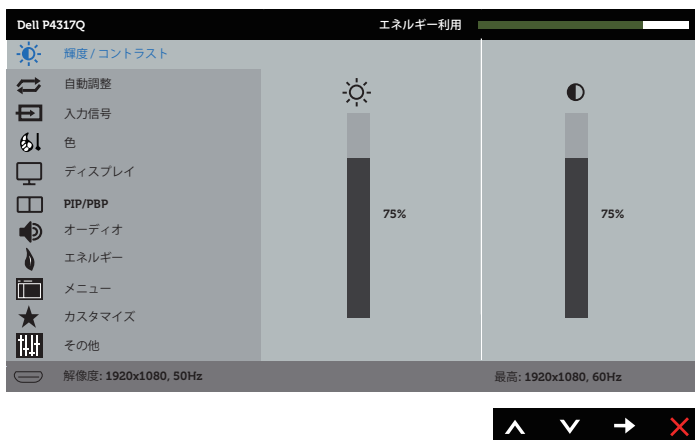 Dell P4317Q エネルギー利用
輝度 / コントラスト
自動調整
入力信号
色
ディスプレイ
PIP/PBP
オーディオ
エネルギー
メニュー
カスタマイズ
その他
75%
75%
解像度: 1920x1080, 50Hz 最高: 1920x1080, 60Hz